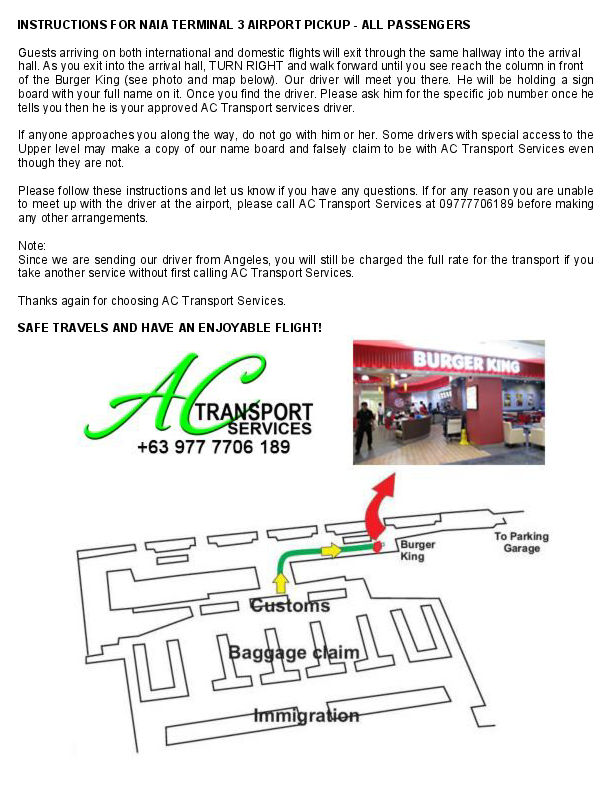 INSTRUCTIONS FOR NAIA TERMINAL 3 AIRPORT PICKUP - ALL PASSENGERS
Guests arriving on both international and domestic flights will exit through the same hallway into the arrival
hall. As you exit into the arrival hall, TURN RIGHT and walk forward until you see reach the column in front
of the Burger King (see photo and map below). Our driver will meet you there. He will be holding a sign
board with your full name on it. Once you find the driver. Please ask him for the specific job number once he
tells you then he is your approved AC Transport services driver.
If anyone approaches you along the way, do not go with him or her. Some drivers with special access to the
Upper level may make a copy of our name board and falsely claim to be with AC Transport Services even
though they are not.
Please follow these instructions and let us know if you have any questions. If for any reason you are unable
to meet up with the driver at the airport, please call AC Transport Services at 09777706189 before making
any other arrangements.
Note:
Since we are sending our driver from Angeles, you will still be charged the full rate for the transport if you
take another service without first calling AC Transport Services.
Thanks again for choosing AC Transport Services.
SAFE TRAVELS AND HAVE AN ENJOYABLE FLIGHT!
AC
TRANSPORT
SERVICES
+63 977 7706 189
BURGER KING
To Parking
Garage
Burger
King
Customs
Baggage claim
Immigration